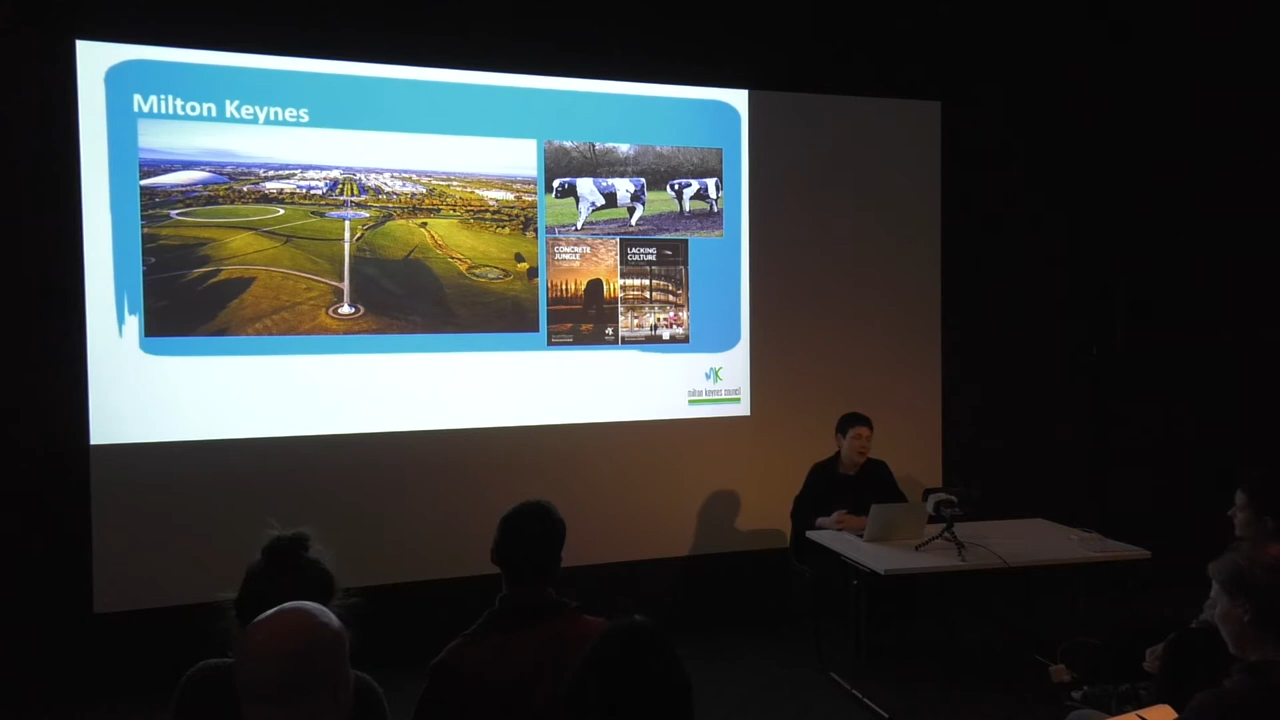 Milton Keynes
CONCRETE
JUNGLE
LACKING
CULTURE
MK
milton keynes council